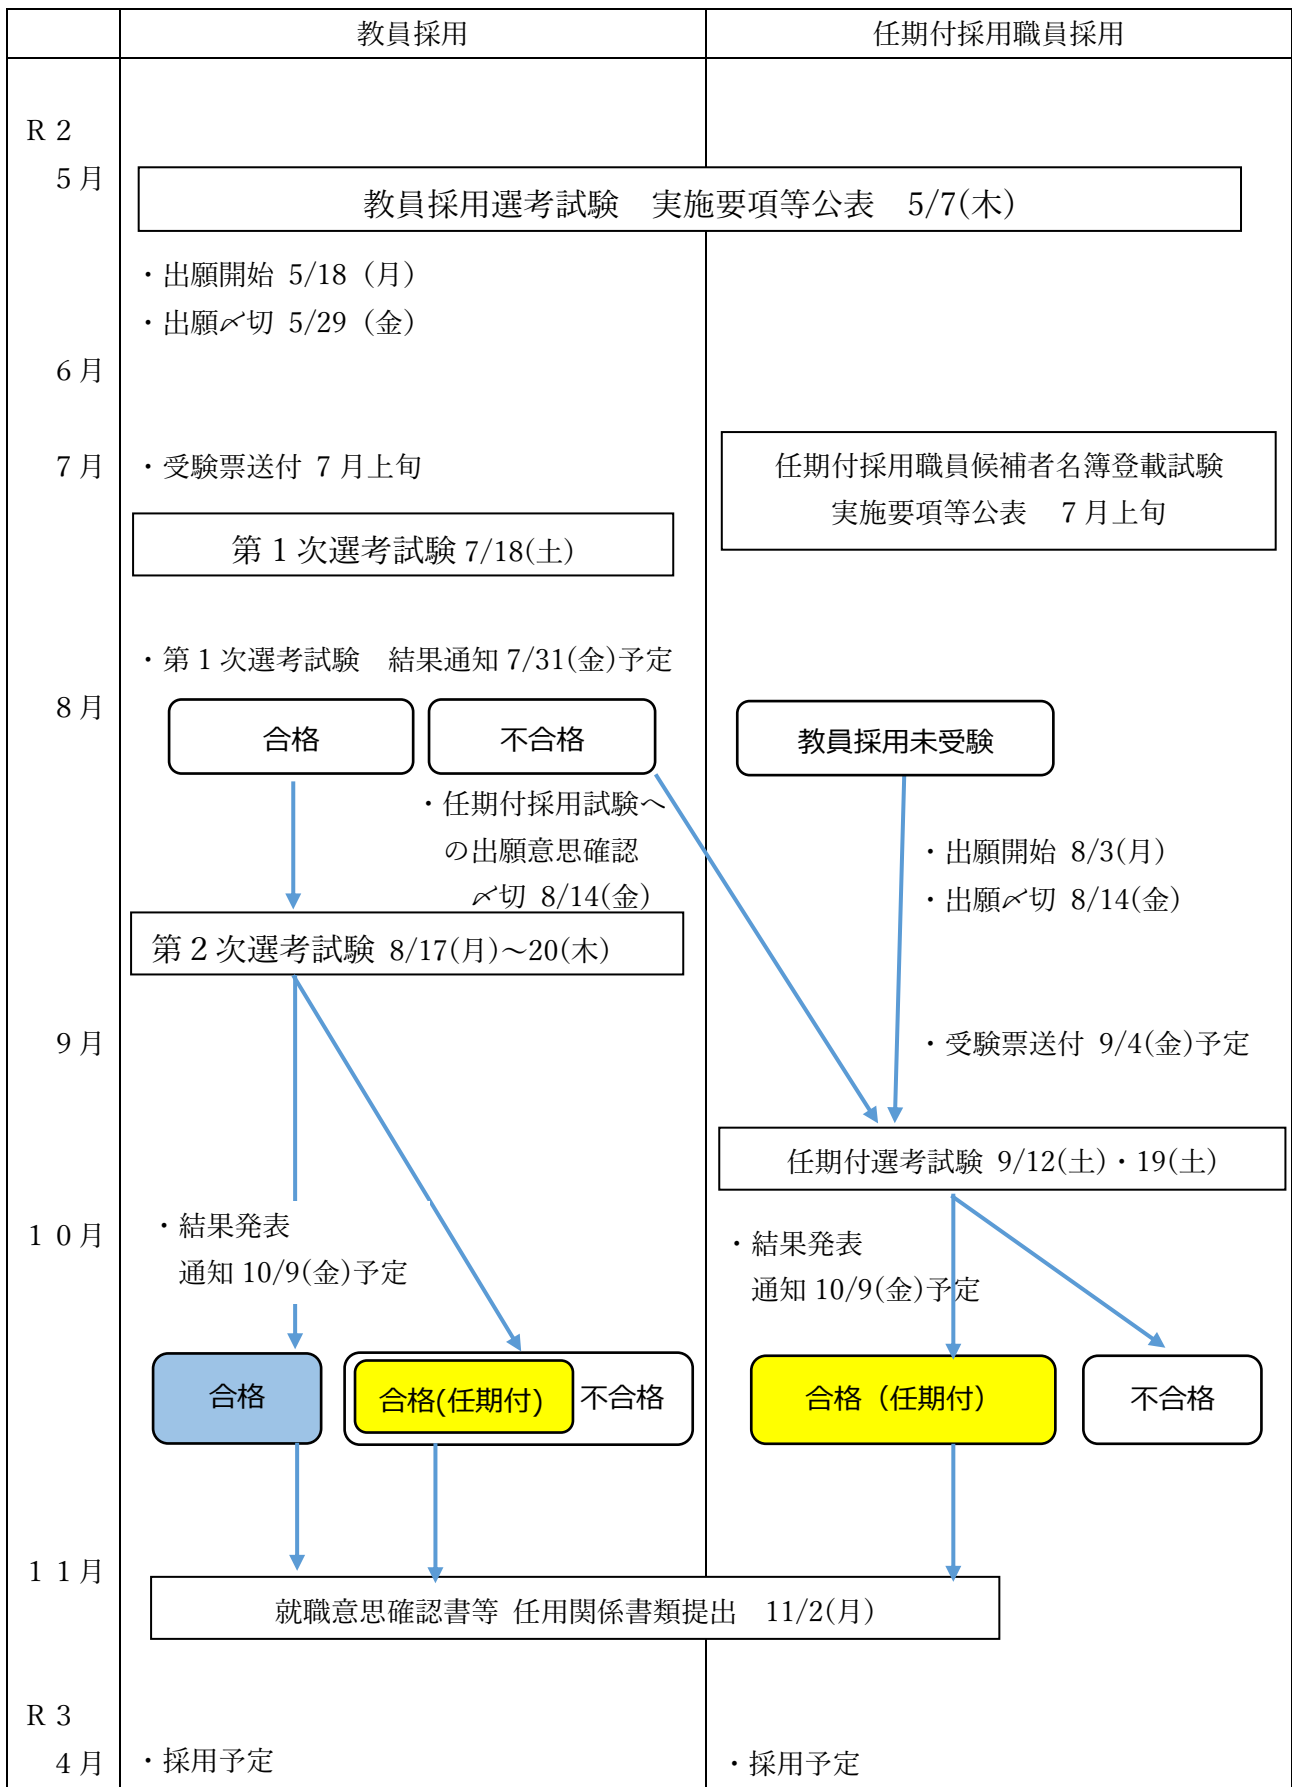 教員採用
任期付採用職員採用
R 2
5月
教員採用選考試験　実施要項等公表　5/7(木)
・出願開始 5/18 (月)
・出願〆切 5/29 (金)
6月
7月
・受験票送付 7月上旬
任期付採用職員候補者名簿登載試験
実施要項等公表　7月上旬
第１次選考試験 7/18(土)
・第１次選考試験　結果通知 7/31(金)予定
8月
合格
不合格
教員採用未受験
・任期付採用試験へ
の出願意思確認
〆切 8/14(金)
・出願開始 8/3(月)
・出願〆切 8/14(金)
第２次選考試験 8/17(月)～20(木)
9月
・受験票送付 9/4(金)予定
任期付選考試験 9/12(土)・19(土)
１０月
・結果発表
通知 10/9(金)予定
・結果発表
通知 10/9(金)予定
合格
合格(任期付)
不合格
合格（任期付）
不合格
１１月
就職意思確認書等 任用関係書類提出　11/2(月)
R 3
4月
・採用予定
・採用予定